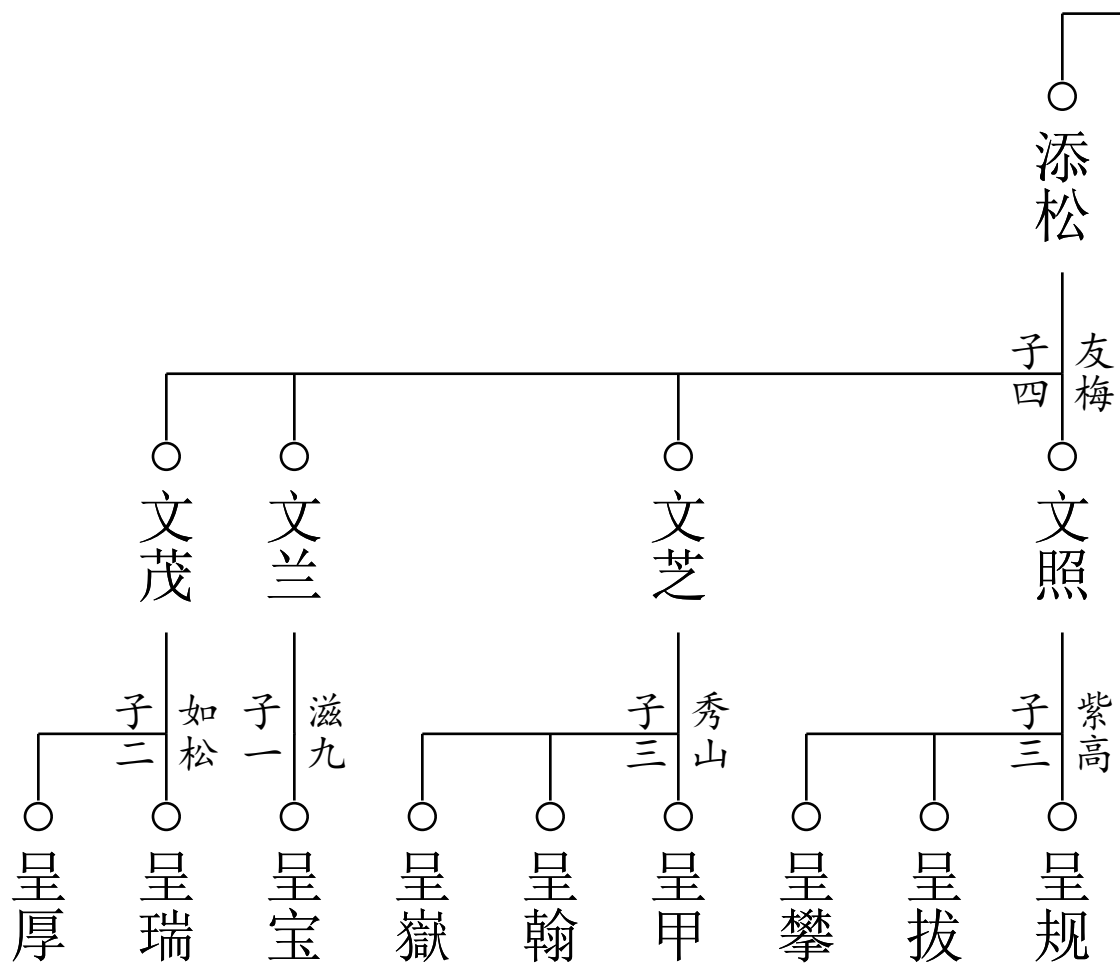 添松
友梅
子四
文照
文芝
文兰
文茂
紫高
子三
秀山
子三
滋九
子一
如松
子二
呈规
呈拔
呈攀
呈甲
呈翰
呈嶽
呈宝
呈瑞
呈厚